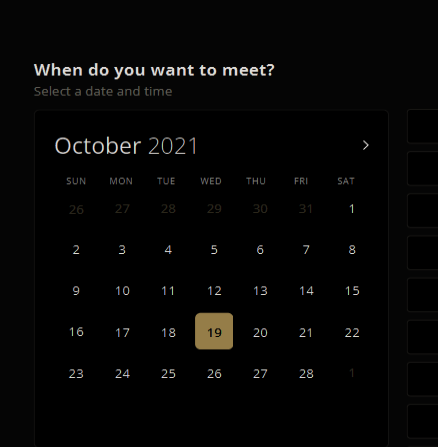 When do you want to meet?
Select a date and time
October 2021
SUN MON TUE WED THU FRI SAT
26 27 28 29 30 31 1
2 3 4 5 6 7 8
9 10 11 12 13 14 15
16 17 18 19 20 21 22
23 24 25 26 27 28 1